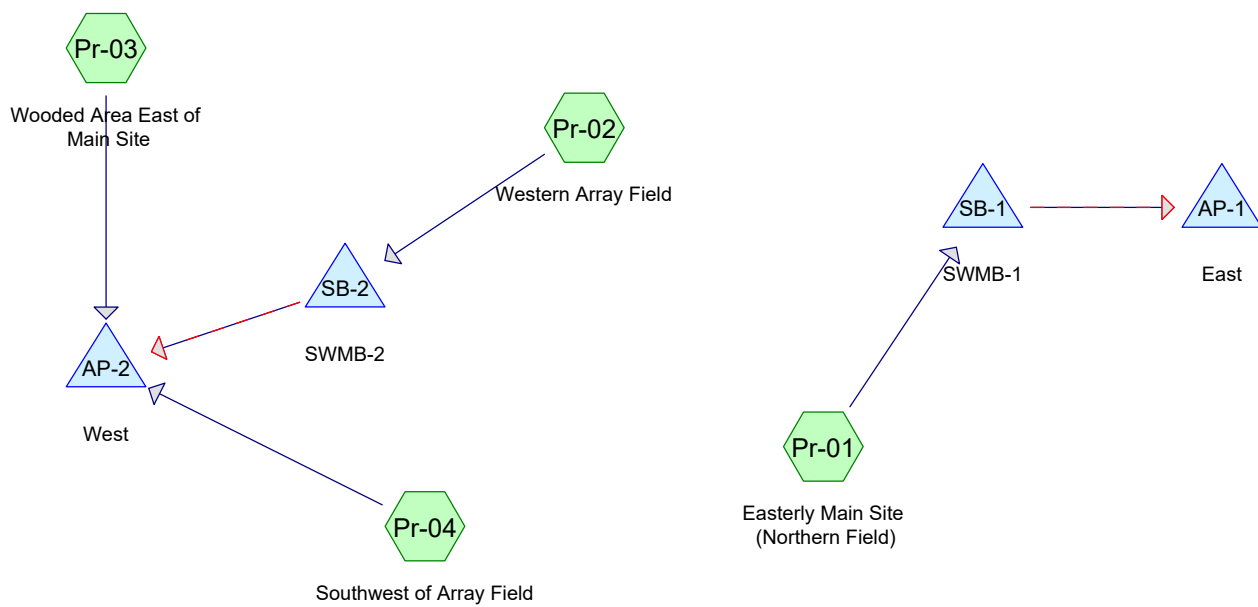 Pr-03
Wooded Area East of
Main Site
Pr-02
Western Array Field
SB-2
SWMB-2
AP-2
West
Pr-04
Southwest of Array Field
SB-1
SWMB-1
AP-1
East
Pr-01
Easterly Main Site
(Northern Field)